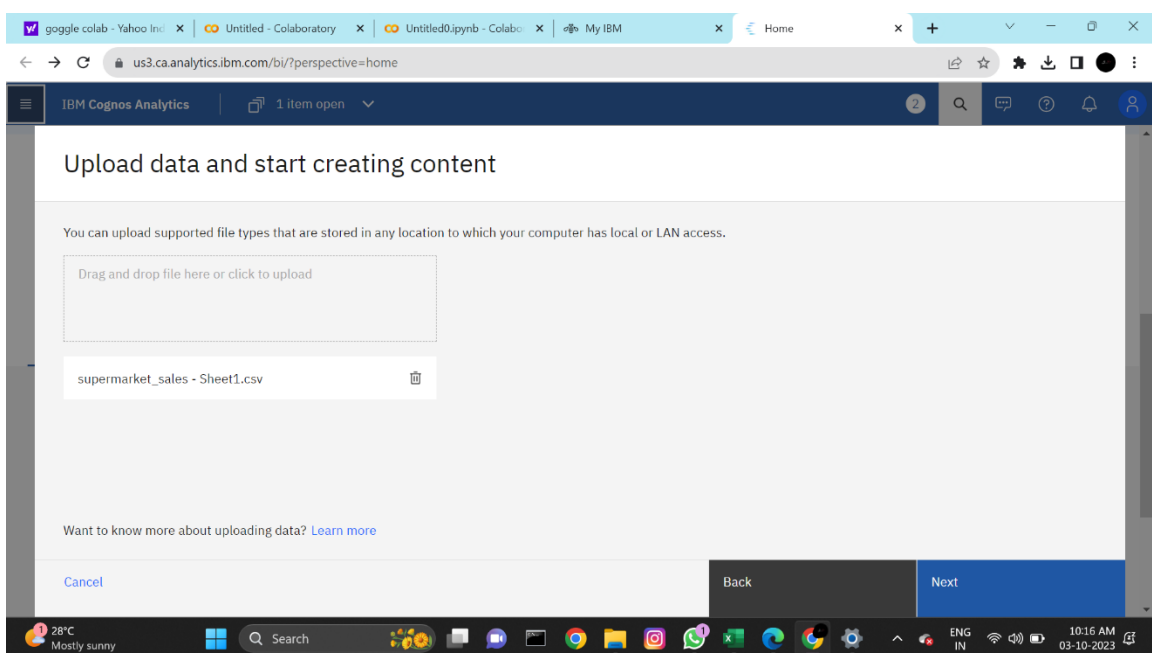 goggle colab - Yahoo Ind
Untitled - Colaboratory
Untitled0.ipynb - Colabor
My IBM
Home
us3.ca.analytics.ibm.com/bi/?perspective=home
IBM Cognos Analytics
1 item open
2
Upload data and start creating content
You can upload supported file types that are stored in any location to which your computer has local or LAN access.
Drag and drop file here or click to upload
supermarket_sales - Sheet1.csv
Want to know more about uploading data? Learn more
Cancel
Back
Next
1
28°C
Mostly sunny
Search
1
ENG
IN
10:16 AM
03-10-2023